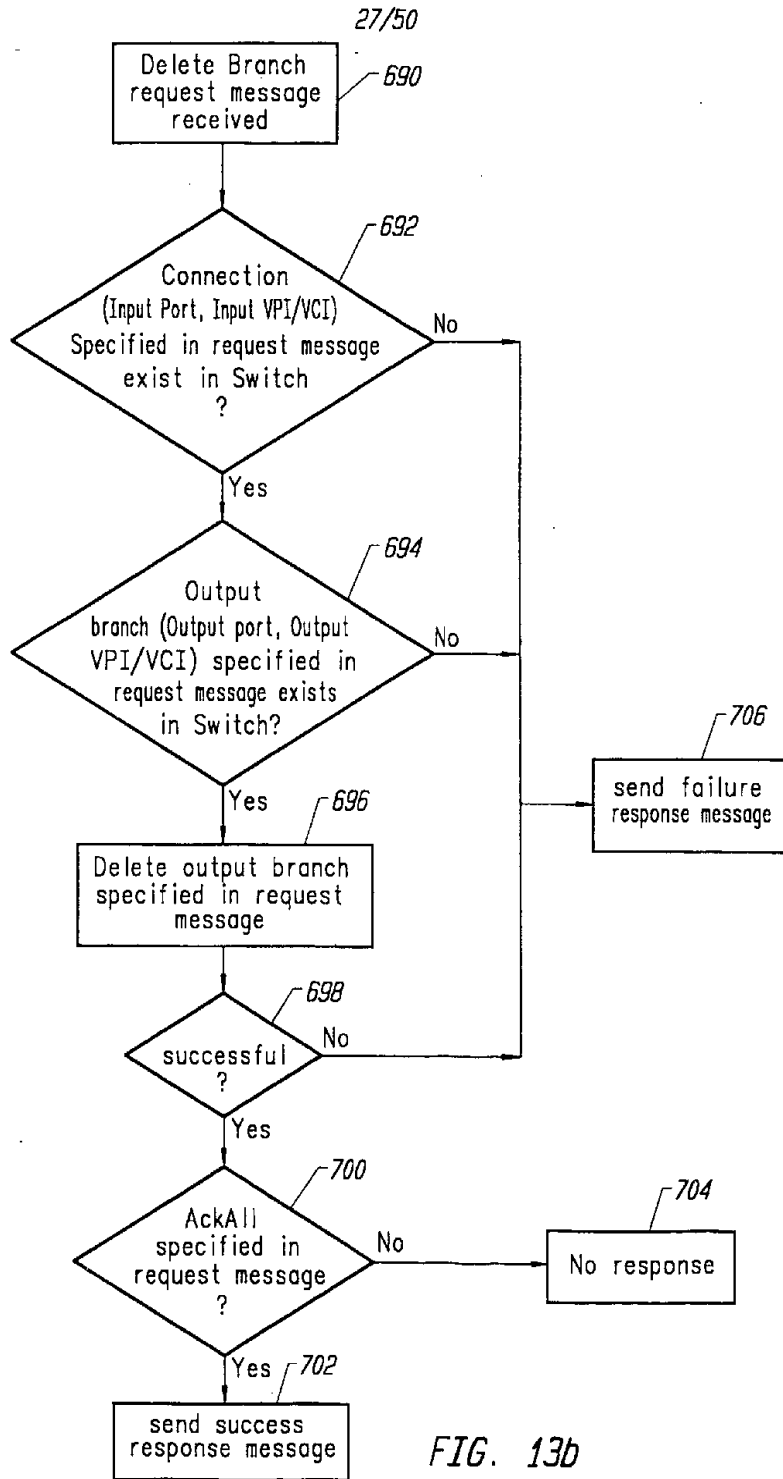 27/50
Delete Branch
request message
received
690
692
Connection
(Input Port, Input VPI/VCI)
Specified in request message
exist in Switch
?
No
Yes
694
Output
branch (Output port, Output
VPI/VCI) specified in
request message exists
in Switch?
No
706
send failure
response message
Yes
696
Delete output branch
specified in request
message
698
successful
?
No
Yes
700
AckAll
specified in
request message
?
No
704
No response
Yes
702
send success
response message
FIG. 13b